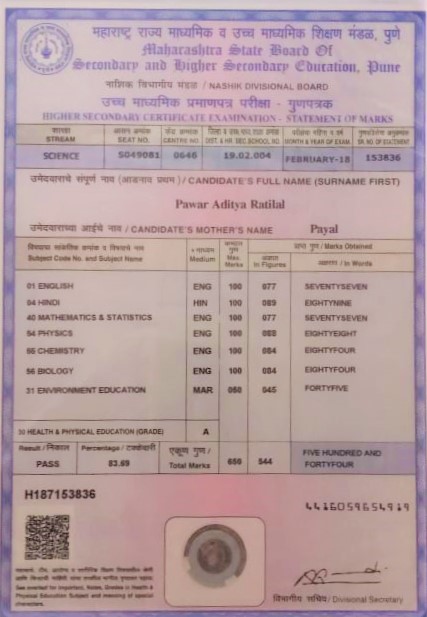 महाराष्ट्र राज्य माध्यमिक व उच्च माध्यमिक शिक्षण मंडळ, पुणे
Maharashtra State Board Of
Secondary and Higher Secondary Education, Pune
नाशिक विभागीय मंडळ / NASHIK DIVISIONAL BOARD
उच्च माध्यमिक प्रमाणपत्र परीक्षा - गुणपत्रक
HIGHER SECONDARY CERTIFICATE EXAMINATION - STATEMENT OF MARKS
शाखा आसन क्रमांक केंद्र क्रमांक
STREAM SEAT NO. CENTRE NO. DIST. & HR. SEC. SCHOOL NO. MONTH & YEAR OF EXAM. SR. NO. OF STATEMENT
SCIENCE S049081 0646 19.02.004 FEBRUARY-18 153836
उमेदवाराचे संपूर्ण नाव (आडनाव प्रथम) / CANDIDATE'S FULL NAME (SURNAME FIRST)
Pawar Aditya Ratilal
उमेदवाराच्या आईचे नाव / CANDIDATE'S MOTHER'S NAME Payal
विषयाचा सांकेतिक क्रमांक व विषयाचे नाव माध्यम कमाल गुण प्राप्त गुण / Marks Obtained
Subject Code No. and Subject Name Medium Max. Marks अंकात In Figures अक्षरात / In Words
01 ENGLISH ENG 100 077 SEVENTYSEVEN
04 HINDI HIN 100 089 EIGHTYNINE
40 MATHEMATICS & STATISTICS ENG 100 077 SEVENTYSEVEN
54 PHYSICS ENG 100 088 EIGHTYEIGHT
55 CHEMISTRY ENG 100 084 EIGHTYFOUR
56 BIOLOGY ENG 100 084 EIGHTYFOUR
31 ENVIRONMENT EDUCATION MAR 050 045 FORTYFIVE
30 HEALTH & PHYSICAL EDUCATION (GRADE) A
Result / निकाल Percentage / टक्केवारी एकूण गुण / FIVE HUNDRED AND
PASS 83.69 Total Marks 650 544 FORTYFOUR
H187153836
4416059654919
See overleaf for important Notes, Grades in Health &
Physical Education Subject and meaning of special
characters.
विभागीय सचिव / Divisional Secretary